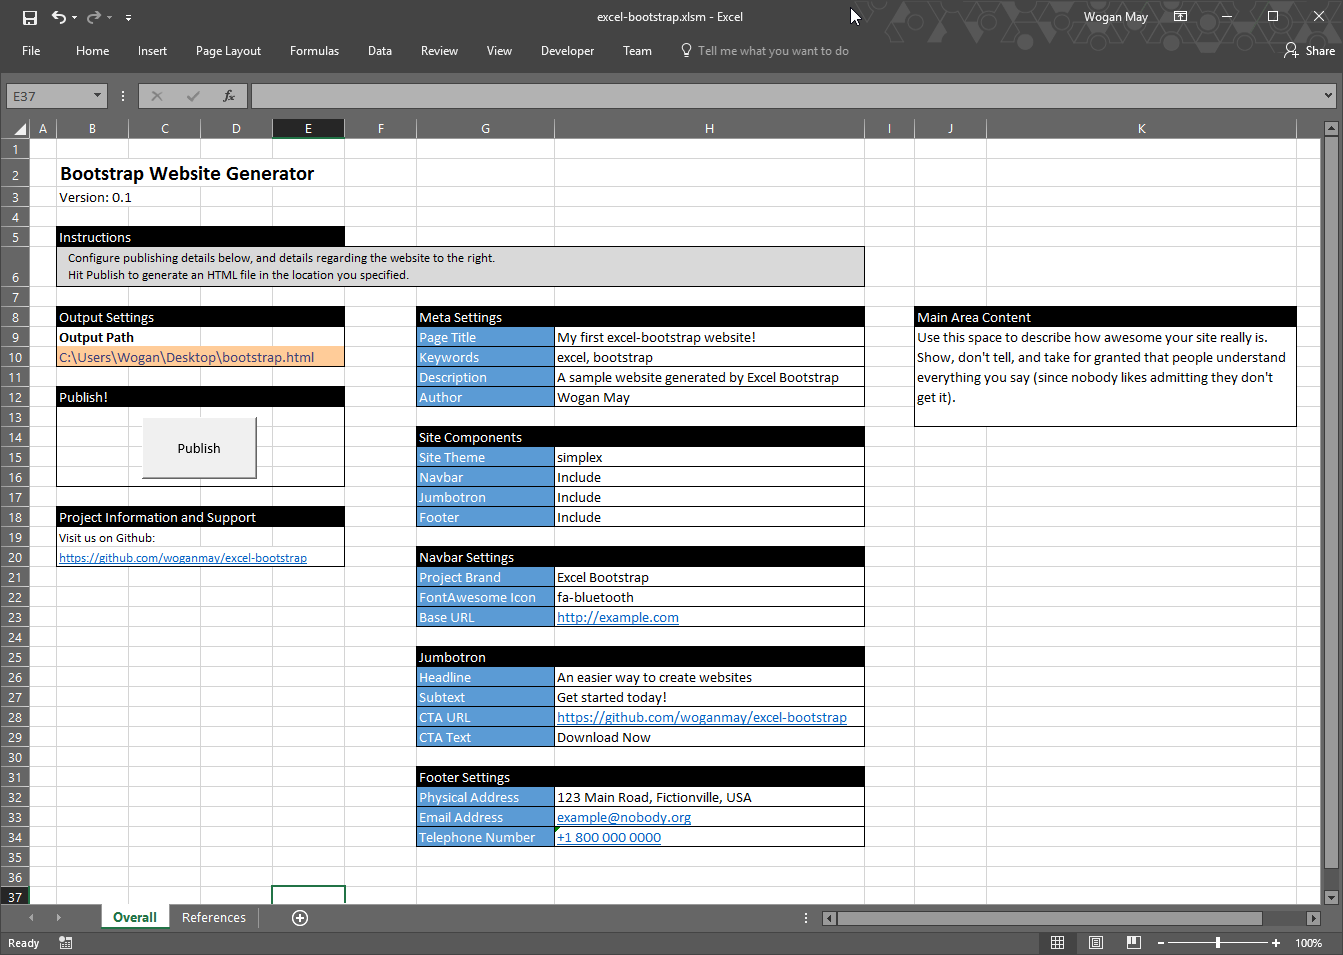 excel-bootstrap.xlsm - Excel
Wogan May
File Home Insert Page Layout Formulas Data Review View Developer Team Tell me what you want to do Share
E37 fx
A B C D E F G H I J K
1
2 Bootstrap Website Generator
3 Version: 0.1
4
5 Instructions
Configure publishing details below, and details regarding the website to the right.
6 Hit Publish to generate an HTML file in the location you specified.
7
8 Output Settings Meta Settings Main Area Content
9 Output Path Page Title My first excel-bootstrap website! Use this space to describe how awesome your site really is.
10 C:\Users\Wogan\Desktop\bootstrap.html Keywords excel, bootstrap Show, don't tell, and take for granted that people understand
11 Description A sample website generated by Excel Bootstrap everything you say (since nobody likes admitting they don't
12 Publish! Author Wogan May get it).
13
14 Site Components
Publish
15 Site Theme simplex
16 Navbar Include
17 Jumbotron Include
18 Project Information and Support Footer Include
19 Visit us on Github:
20 https://github.com/woganmay/excel-bootstrap Navbar Settings
21 Project Brand Excel Bootstrap
22 FontAwesome Icon fa-bluetooth
23 Base URL http://example.com
24
25 Jumbotron
26 Headline An easier way to create websites
27 Subtext Get started today!
28 CTA URL https://github.com/woganmay/excel-bootstrap
29 CTA Text Download Now
30
31 Footer Settings
32 Physical Address 123 Main Road, Fictionville, USA
33 Email Address example@nobody.org
34 Telephone Number +1 800 000 0000
35
36
37
Overall References
Ready 100%